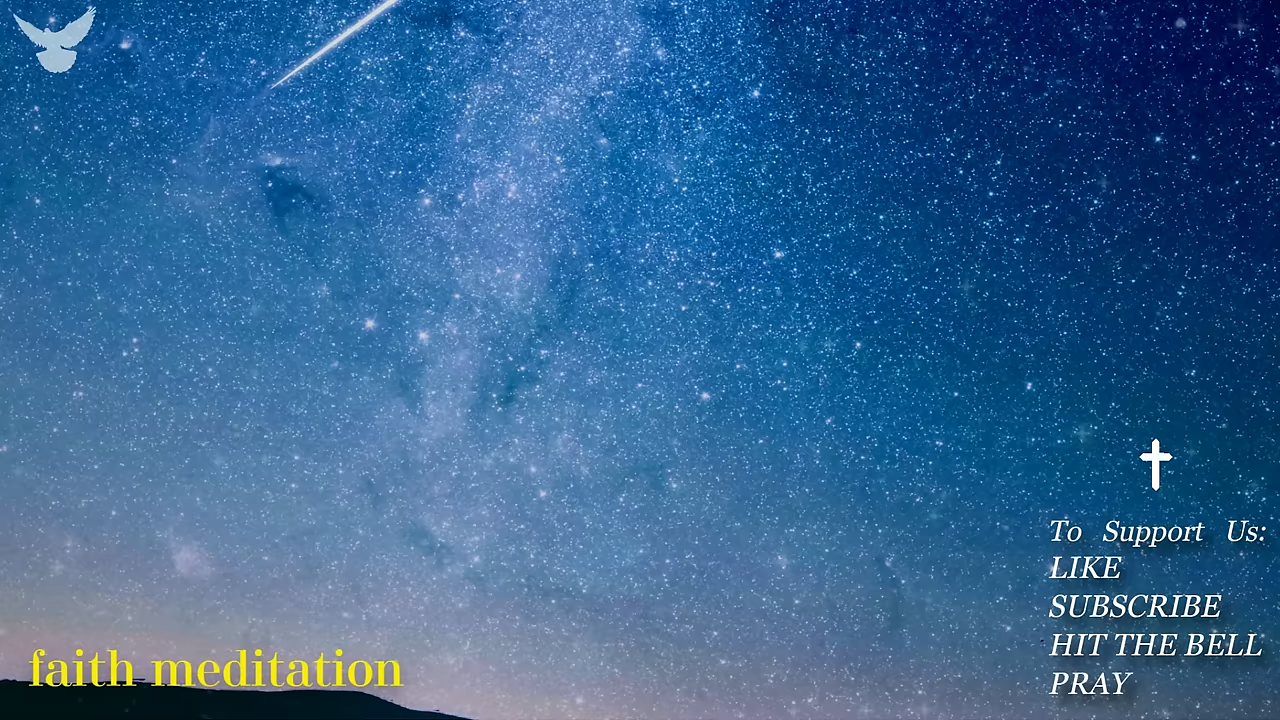 To Support Us:
LIKE
SUBSCRIBE
HIT THE BELL
PRAY
faith meditation